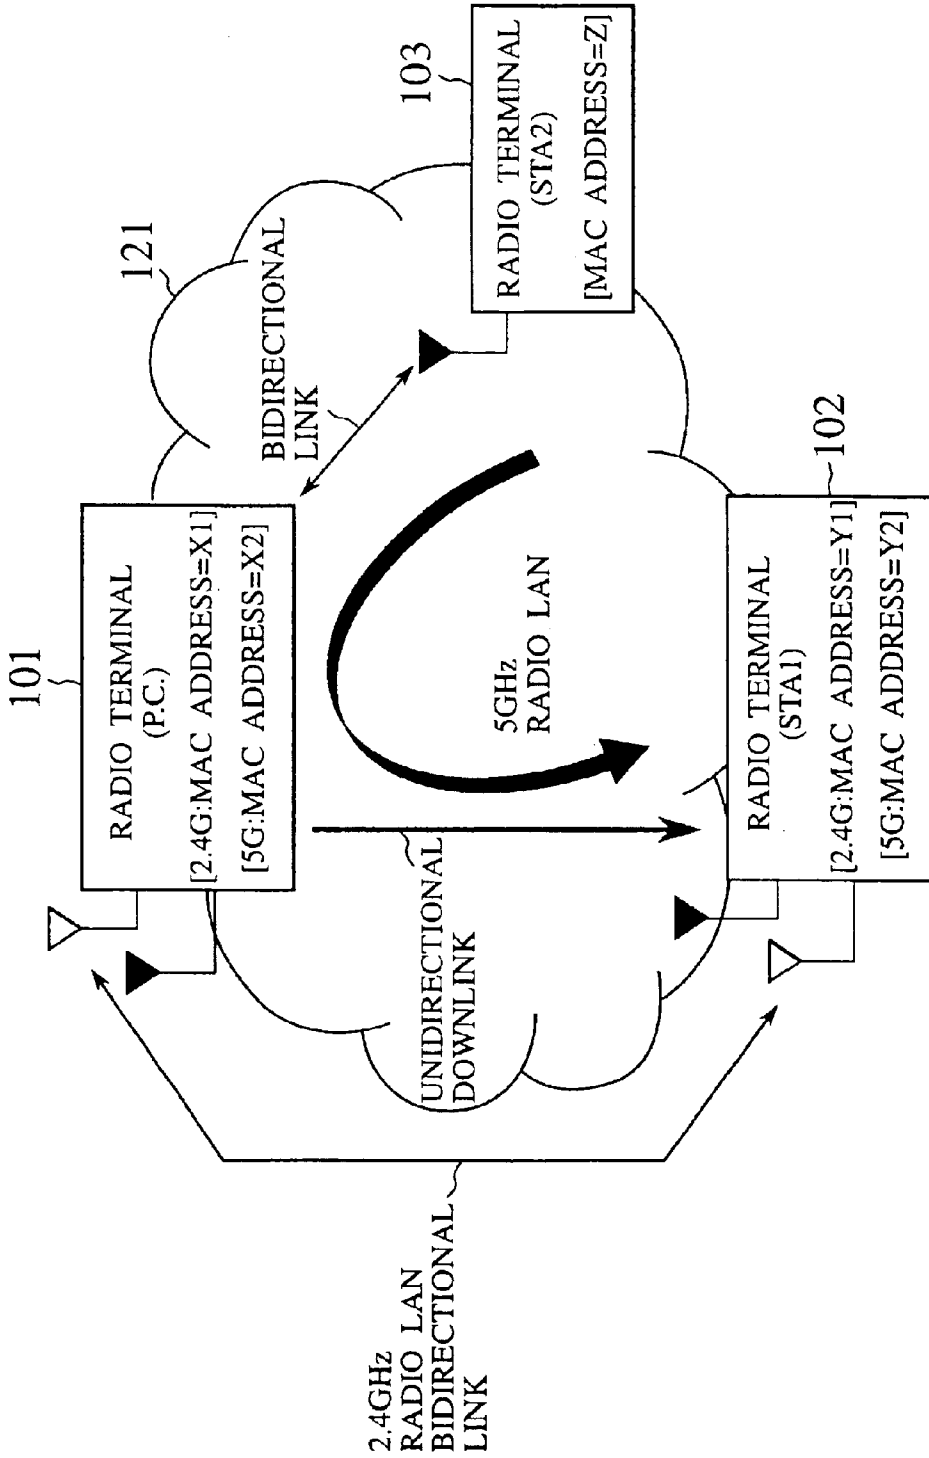 101
RADIO TERMINAL
(P.C.)
[2.4G:MAC ADDRESS=X1]
[5G:MAC ADDRESS=X2]
121
BIDIRECTIONAL
LINK
103
RADIO TERMINAL
(STA2)
[MAC ADDRESS=Z]
5GHz
RADIO LAN
UNIDIRECTIONAL
DOWNLINK
2.4GHz
RADIO LAN
BIDIRECTIONAL
LINK
102
RADIO TERMINAL
(STA1)
[2.4G:MAC ADDRESS=Y1]
[5G:MAC ADDRESS=Y2]